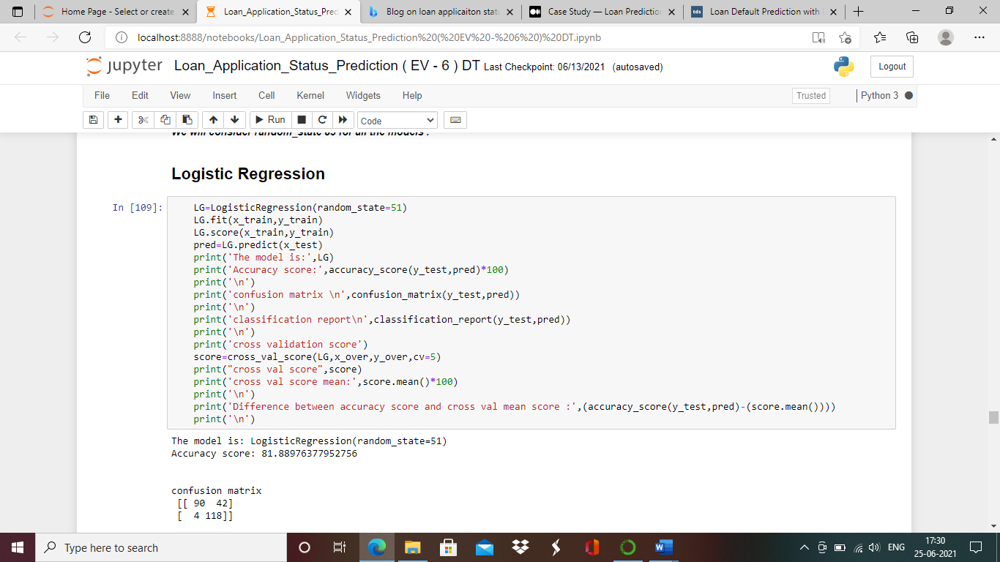 Home Page - Select or create
Loan_Application_Status_Pred
Blog on loan applicaiton statu
Case Study — Loan Prediction
tds
Loan Default Prediction with
localhost:8888/notebooks/Loan_Application_Status_Prediction%20(%20EV%20-%206%20)%20DT.ipynb
jupyter Loan_Application_Status_Prediction ( EV - 6 ) DT Last Checkpoint: 06/13/2021 (autosaved)
Logout
File Edit View Insert Cell Kernel Widgets Help
Trusted
Python 3
Run
Code
We will consider random_state 85 for all the models .
Logistic Regression
In [109]:
LG=LogisticRegression(random_state=51)
LG.fit(x_train,y_train)
LG.score(x_train,y_train)
pred=LG.predict(x_test)
print('The model is:',LG)
print('Accuracy score:',accuracy_score(y_test,pred)*100)
print('\n')
print('confusion matrix \n',confusion_matrix(y_test,pred))
print('\n')
print('classification report\n',classification_report(y_test,pred))
print('\n')
print('cross validation score')
score=cross_val_score(LG,x_over,y_over,cv=5)
print("cross val score",score)
print('cross val score mean:',score.mean()*100)
print('\n')
print('Difference between accuracy score and cross val mean score :',(accuracy_score(y_test,pred)-(score.mean())))
print('\n')
The model is: LogisticRegression(random_state=51)
Accuracy score: 81.88976377952756
confusion matrix
[[ 90  42]
[  4 118]]
Type here to search
ENG
17:30
25-06-2021